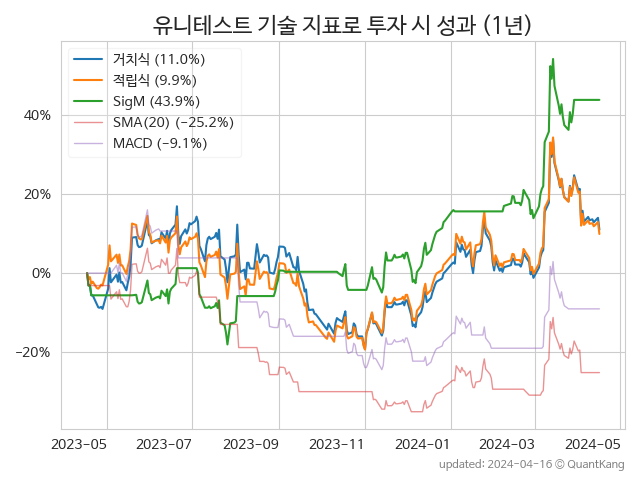 유니테스트 기술 지표로 투자 시 성과 (1년)
거치식 (11.0%)
적립식 (9.9%)
SigM (43.9%)
SMA(20) (−25.2%)
MACD (−9.1%)
40%
20%
0%
−20%
2023-05 2023-07 2023-09 2023-11 2024-01 2024-03 2024-05
updated: 2024-04-16 © QuantKang